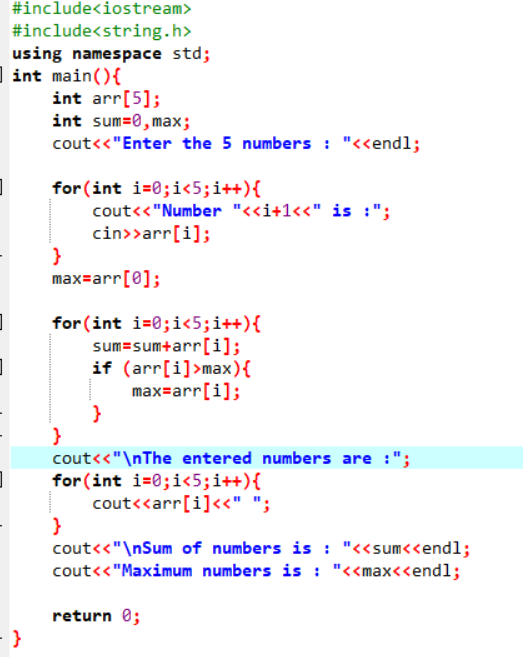 #include<iostream>
#include<string.h>
using namespace std;
int main(){
    int arr[5];
    int sum=0,max;
    cout<<"Enter the 5 numbers : "<<endl;

    for(int i=0;i<5;i++){
        cout<<"Number "<<i+1<<" is :";
        cin>>arr[i];
    }
    max=arr[0];

    for(int i=0;i<5;i++){
        sum=sum+arr[i];
        if (arr[i]>max){
            max=arr[i];
        }
    }
    cout<<"\nThe entered numbers are :";
    for(int i=0;i<5;i++){
        cout<<arr[i]<<" ";
    }
    cout<<"\nSum of numbers is : "<<sum<<endl;
    cout<<"Maximum numbers is : "<<max<<endl;

    return 0;
}